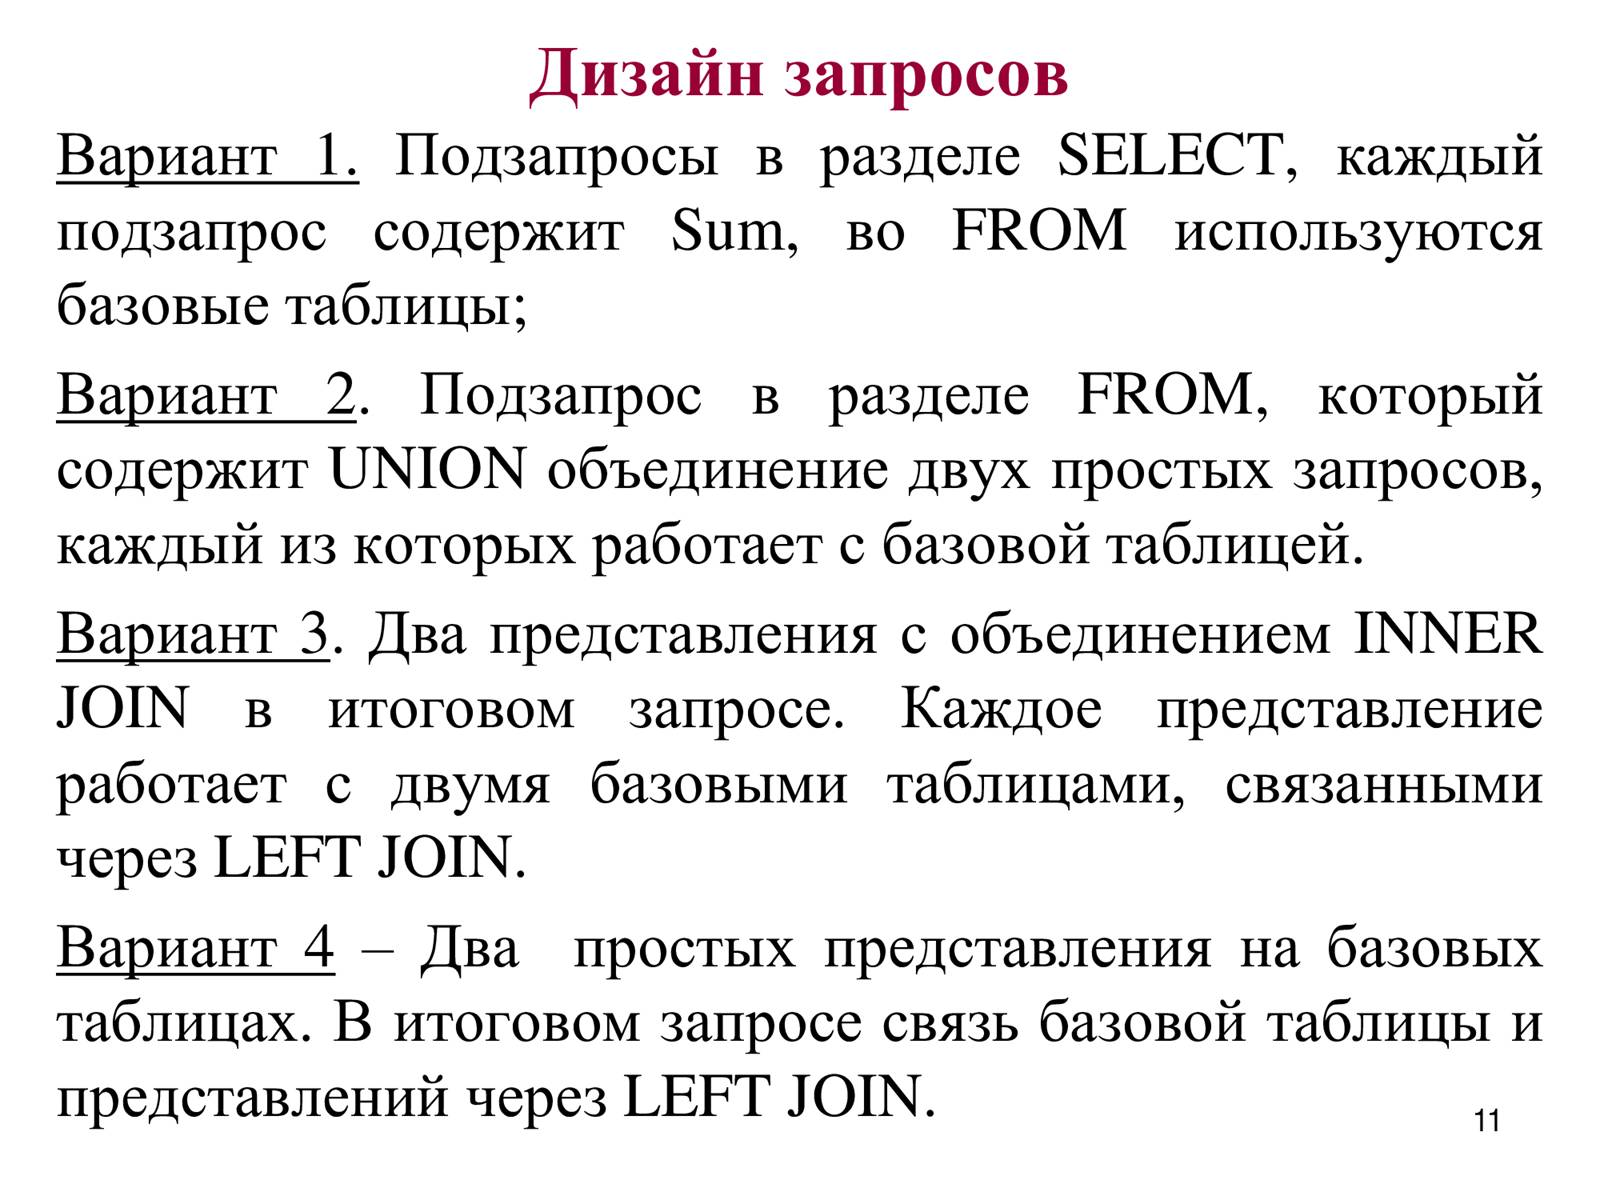 Дизайн запросов
Вариант 1. Подзапросы в разделе SELECT, каждый
подзапрос содержит Sum, во FROM используются
базовые таблицы;
Вариант 2. Подзапрос в разделе FROM, который
содержит UNION объединение двух простых запросов,
каждый из которых работает с базовой таблицей.
Вариант 3. Два представления с объединением INNER
JOIN в итоговом запросе. Каждое представление
работает с двумя базовыми таблицами, связанными
через LEFT JOIN.
Вариант 4 – Два простых представления на базовых
таблицах. В итоговом запросе связь базовой таблицы и
представлений через LEFT JOIN.
11